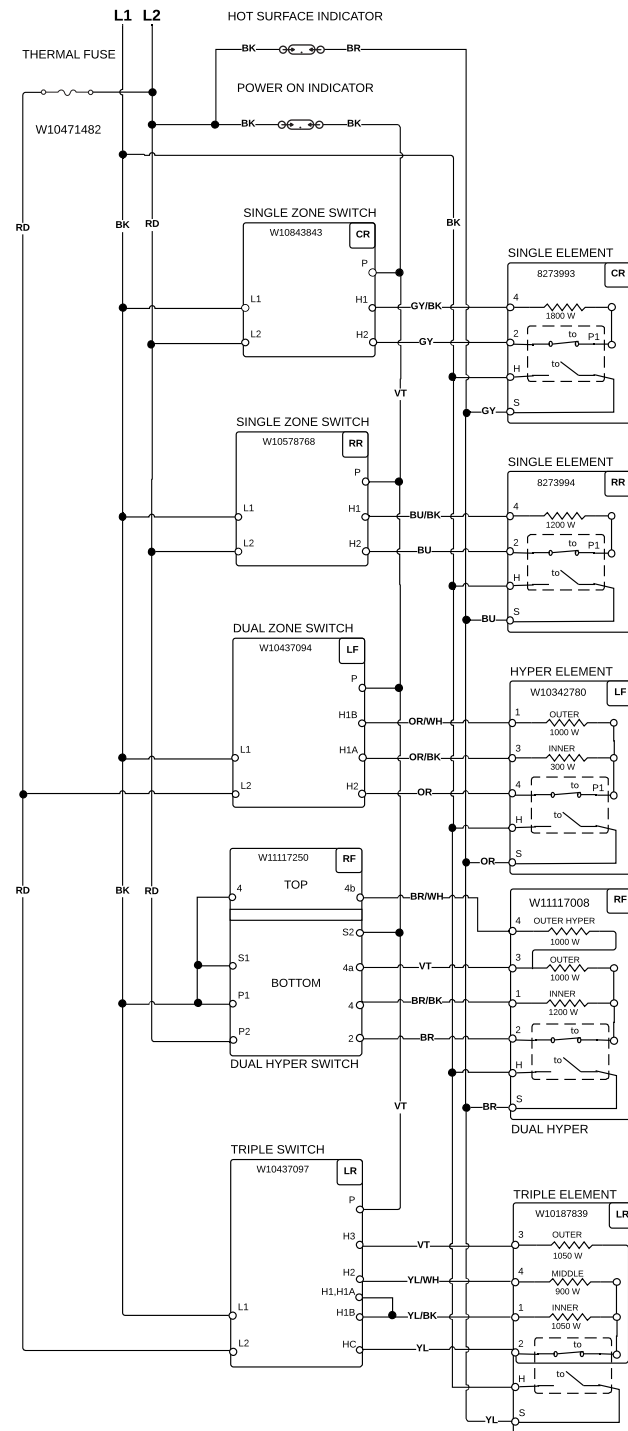 L1 L2
HOT SURFACE INDICATOR
BK BR
THERMAL FUSE
POWER ON INDICATOR
BK BK
W10471482
RD BK RD BK
SINGLE ZONE SWITCH
W10843843 CR
P
L1 H1 GY/BK
L2 H2 GY
SINGLE ELEMENT
8273993 CR
4
1800 W
2 to P1
H to
S
GY
VT
SINGLE ZONE SWITCH
W10578768 RR
P
L1 H1 BU/BK
L2 H2 BU
SINGLE ELEMENT
8273994 RR
4
1200 W
2 to P1
H to
S
BU
DUAL ZONE SWITCH
W10437094 LF
P
H1B OR/WH
L1 H1A OR/BK
L2 H2 OR
HYPER ELEMENT
W10342780 LF
1 OUTER
1000 W
3 INNER
300 W
4 to P1
H to
S
OR
RD BK RD
W11117250 RF
4 TOP 4b BR/WH
S2
S1 4a VT
BOTTOM
P1 4 BR/BK
P2 2 BR
DUAL HYPER SWITCH
W11117008 RF
4 OUTER HYPER
1000 W
3 OUTER
1000 W
1 INNER
1200 W
2 to
H to
S
BR
DUAL HYPER
VT
TRIPLE SWITCH
W10437097 LR
P
H3 VT
H2 YL/WH
H1,H1A
L1 H1B YL/BK
L2 HC YL
TRIPLE ELEMENT
W10187839 LR
3 OUTER
1050 W
4 MIDDLE
900 W
1 INNER
1050 W
2 to
H to
S
YL